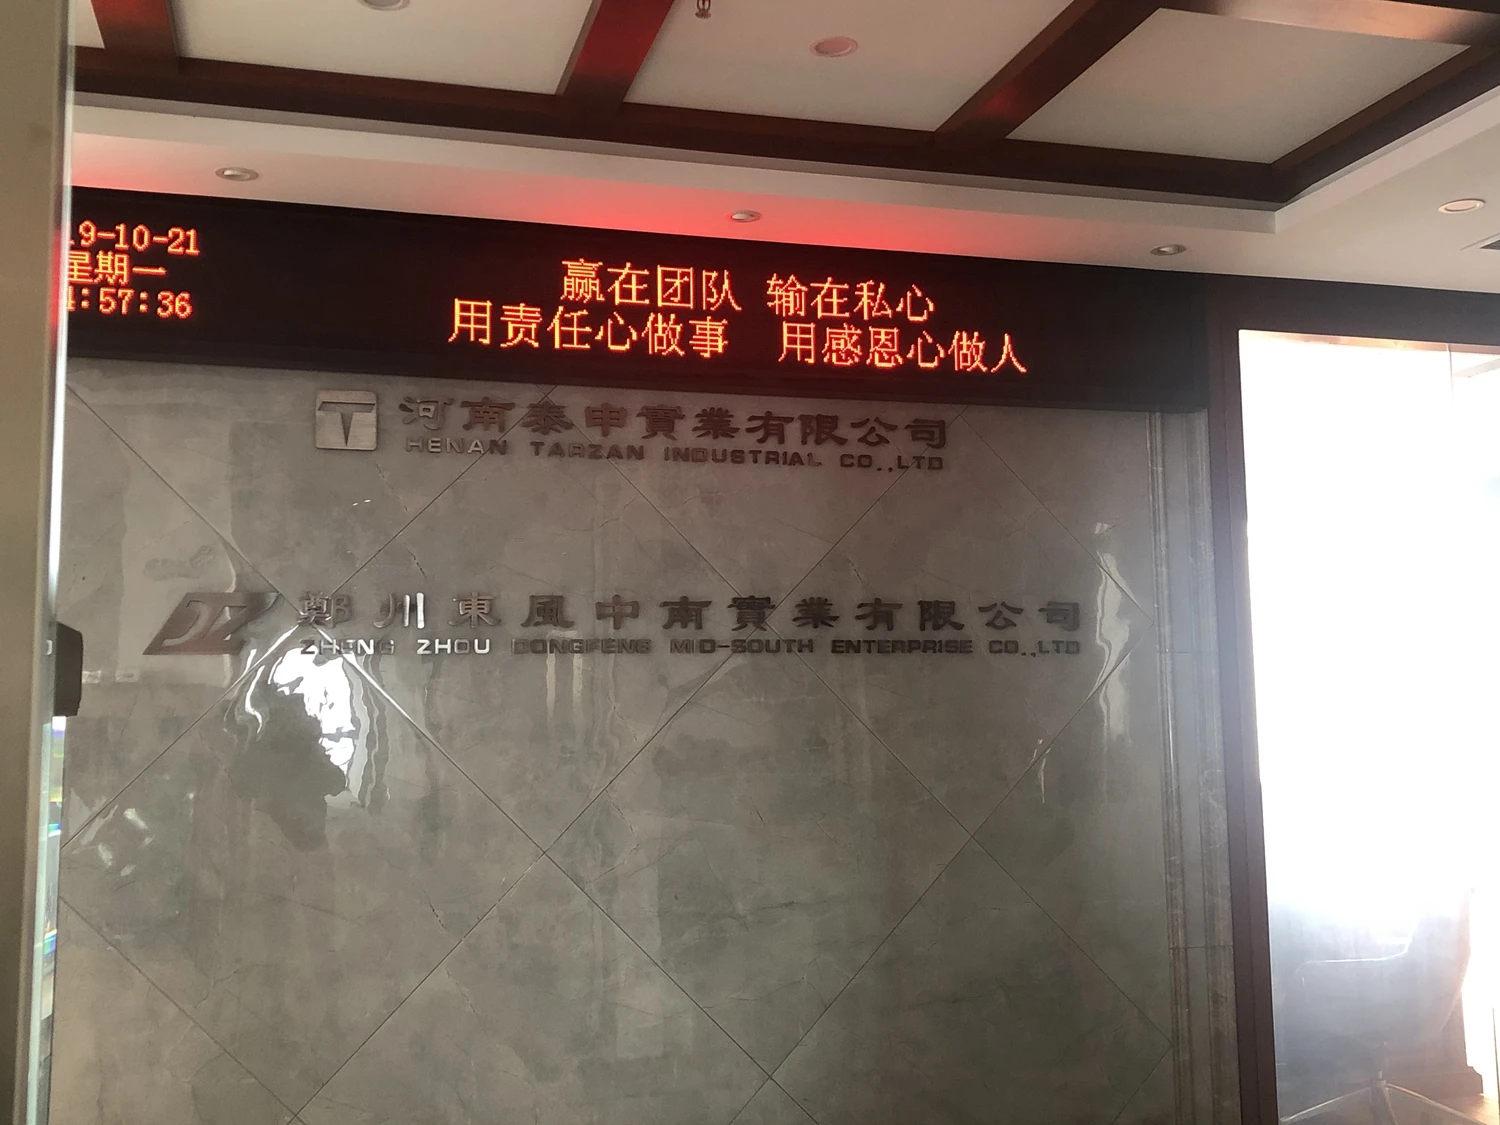 19-10-21
星期一
1:57:36
赢在团队 输在私心
用责任心做事 用感恩心做人
河南泰申實業有限公司
HENAN TARZAN INDUSTRIAL CO.,LTD
鄭州東風中南實業有限公司
ZHENG ZHOU DONGFENG MID-SOUTH ENTERPRISE CO.,LTD